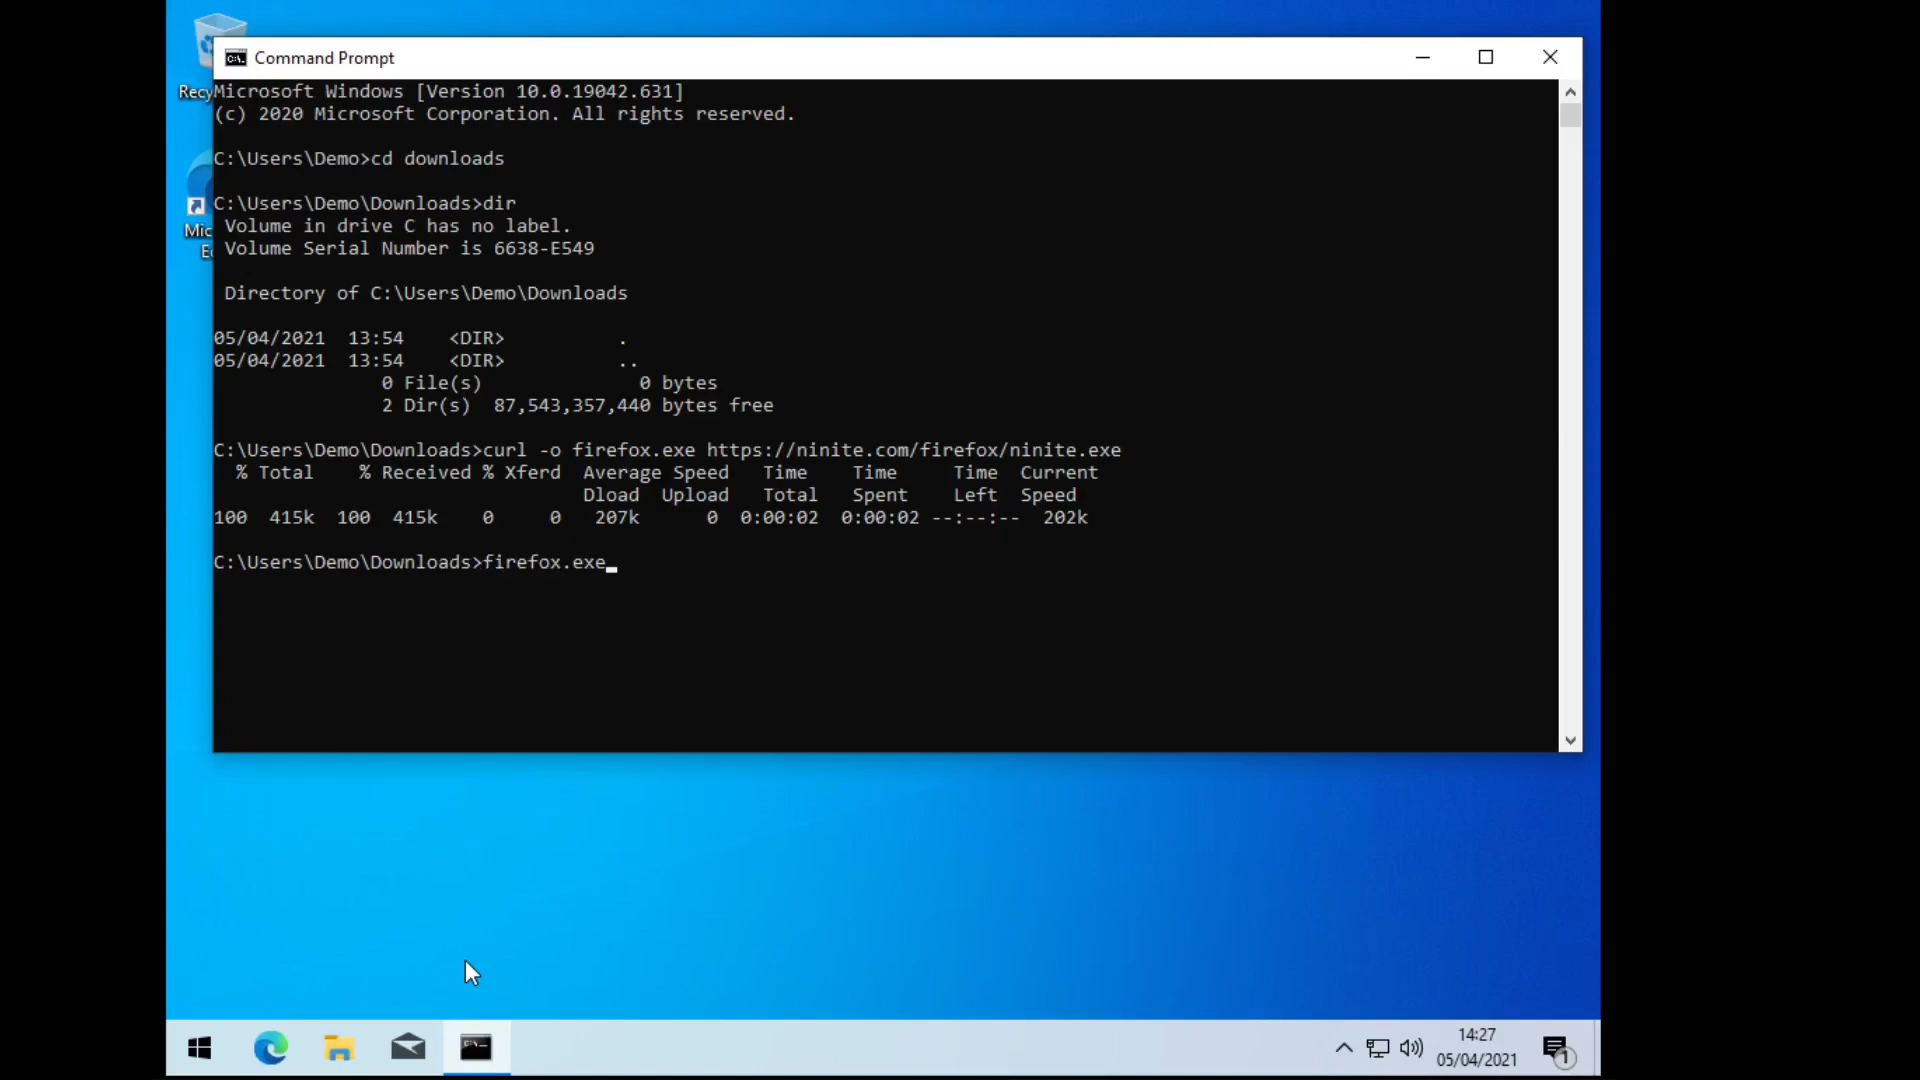 Command Prompt
Recy
Microsoft Windows [Version 10.0.19042.631]
(c) 2020 Microsoft Corporation. All rights reserved.
C:\Users\Demo>cd downloads
C:\Users\Demo\Downloads>dir
Mic
Volume in drive C has no label.
Volume Serial Number is 6638-E549
Directory of C:\Users\Demo\Downloads
05/04/2021  13:54    <DIR>          .
05/04/2021  13:54    <DIR>          ..
0 File(s)              0 bytes
2 Dir(s)  87,543,357,440 bytes free
C:\Users\Demo\Downloads>curl -o firefox.exe https://ninite.com/firefox/ninite.exe
% Total    % Received % Xferd  Average Speed   Time    Time     Time  Current
Dload  Upload   Total   Spent    Left  Speed
100  415k  100  415k    0     0   207k      0  0:00:02  0:00:02 --:--:--  202k
C:\Users\Demo\Downloads>firefox.exe
14:27
05/04/2021
1